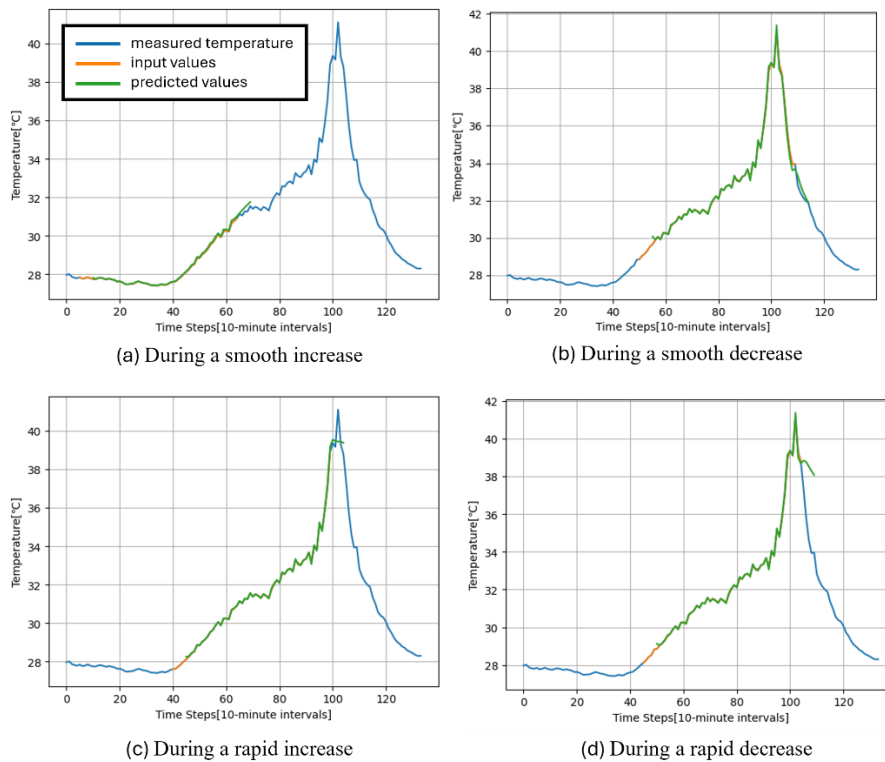 measured temperature
input values
predicted values
Temperature[℃]
40
38
36
34
32
30
28
0 20 40 60 80 100 120
Time Steps[10-minute intervals]
(a) During a smooth increase
Temperature[℃]
42
40
38
36
34
32
30
28
0 20 40 60 80 100 120
Time Steps[10-minute intervals]
(b) During a smooth decrease
Temperature[℃]
40
38
36
34
32
30
28
0 20 40 60 80 100 120
Time Steps[10-minute intervals]
(c) During a rapid increase
Temperature[℃]
42
40
38
36
34
32
30
28
0 20 40 60 80 100 120
Time Steps[10-minute intervals]
(d) During a rapid decrease